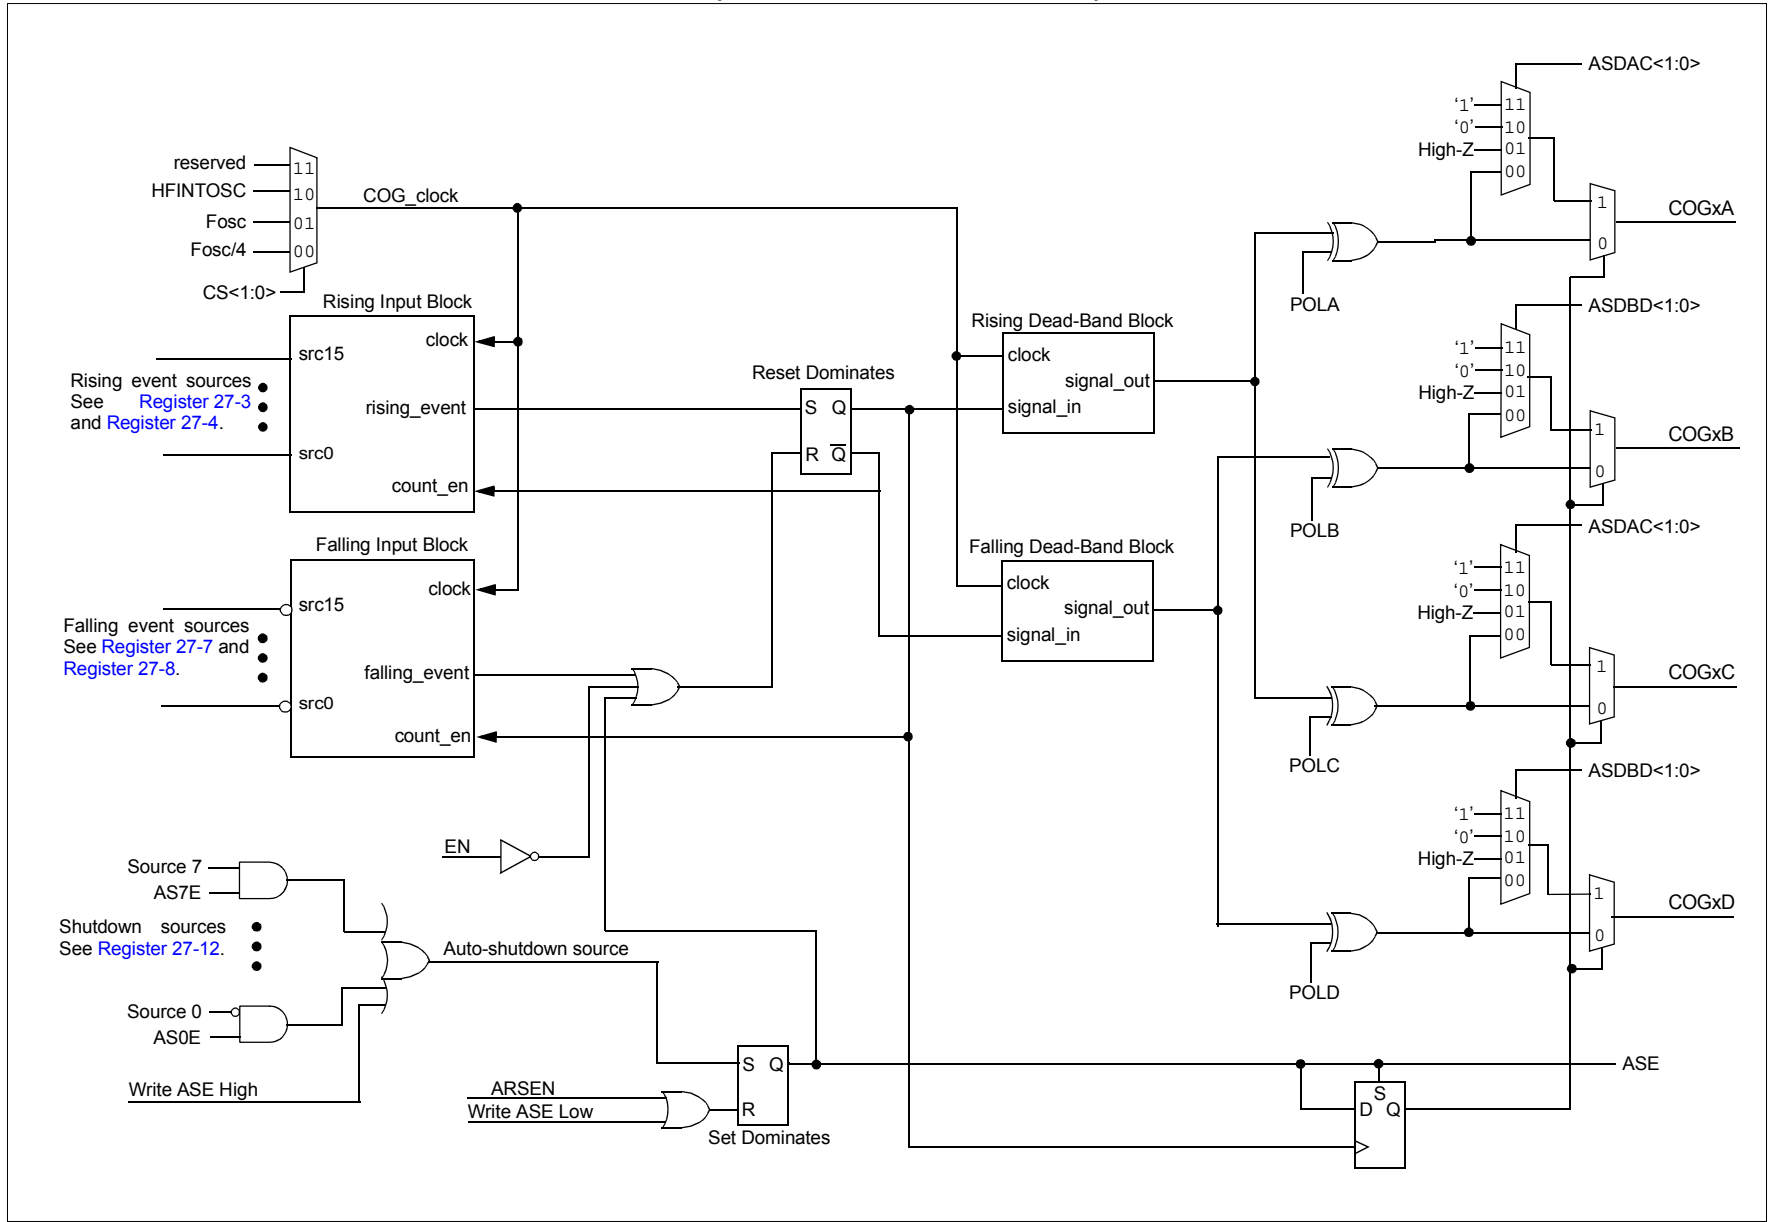 ASDAC<1:0>
‘1’ 11
‘0’ 10
High-Z 01
00
1
0
COGxA
POLA
reserved 11
HFINTOSC 10
Fosc 01
Fosc/4 00
CS<1:0>
COG_clock
Rising Input Block
clock
src15
Rising event sources
See Register 27-3
and Register 27-4.
rising_event
src0
count_en
Reset Dominates
S Q
R Q
Rising Dead-Band Block
clock
signal_out
signal_in
ASDBD<1:0>
‘1’ 11
‘0’ 10
High-Z 01
00
1
0
COGxB
POLB
Falling Input Block
clock
src15
Falling event sources
See Register 27-7 and
Register 27-8.
falling_event
src0
count_en
Falling Dead-Band Block
clock
signal_out
signal_in
ASDAC<1:0>
‘1’ 11
‘0’ 10
High-Z 01
00
1
0
COGxC
POLC
EN
ASDBD<1:0>
‘1’ 11
‘0’ 10
High-Z 01
00
1
0
COGxD
POLD
Source 7
AS7E
Shutdown sources
See Register 27-12.
Auto-shutdown source
Source 0
AS0E
Write ASE High
ARSEN
Write ASE Low
S Q
R
Set Dominates
ASE
S
D Q